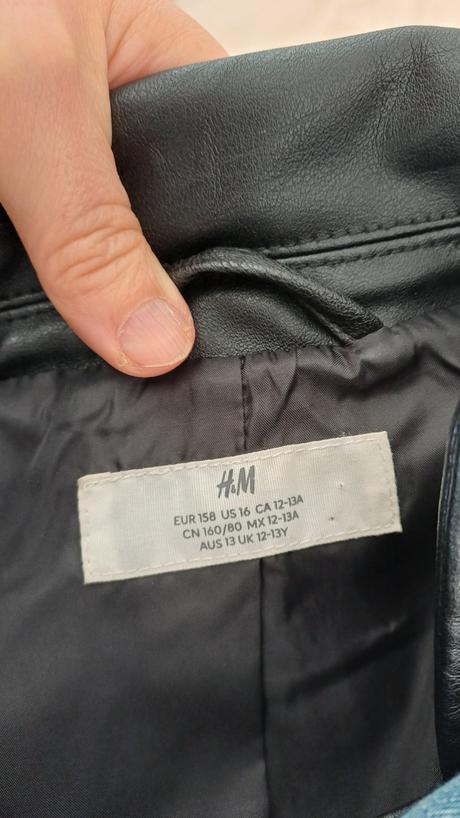 H&M
EUR 158 US 16 CA 12-13A
CN 160/80 MX 12-13A
AUS 13 UK 12-13Y